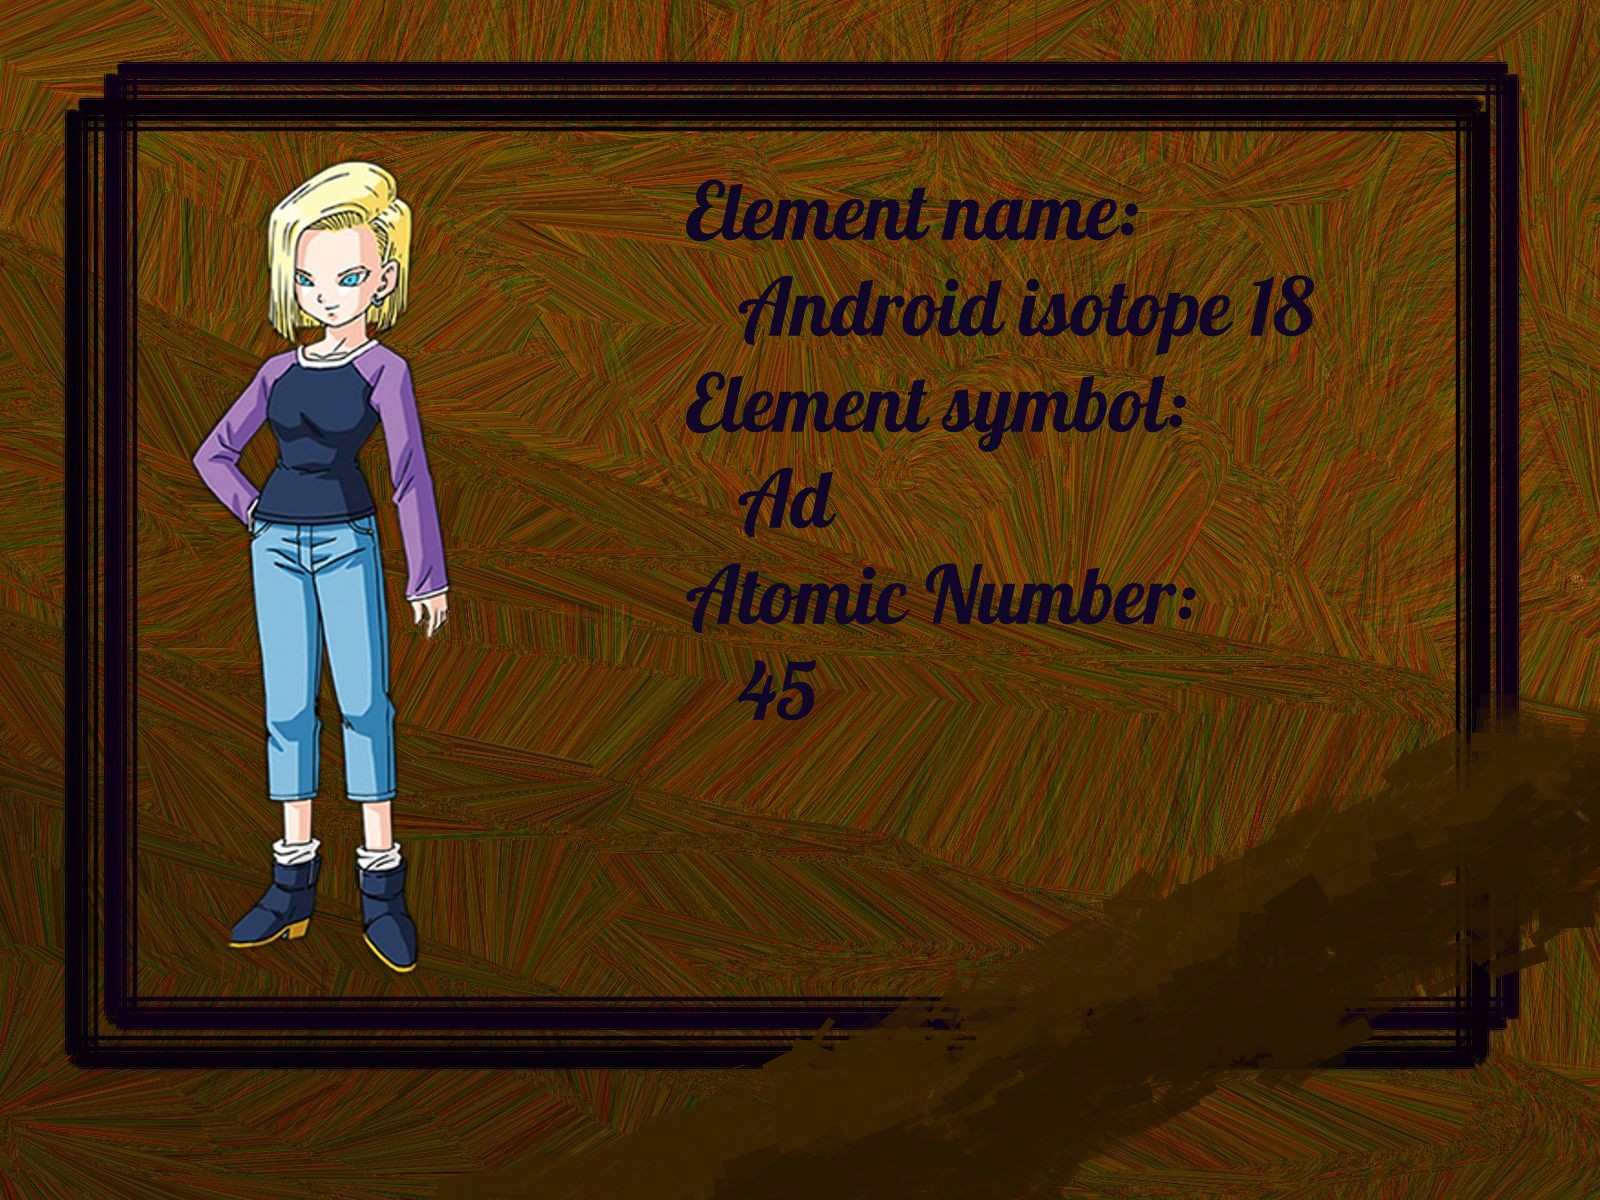 Element name:
Android isotope 18
Element symbol:
Ad
Atomic Number:
45